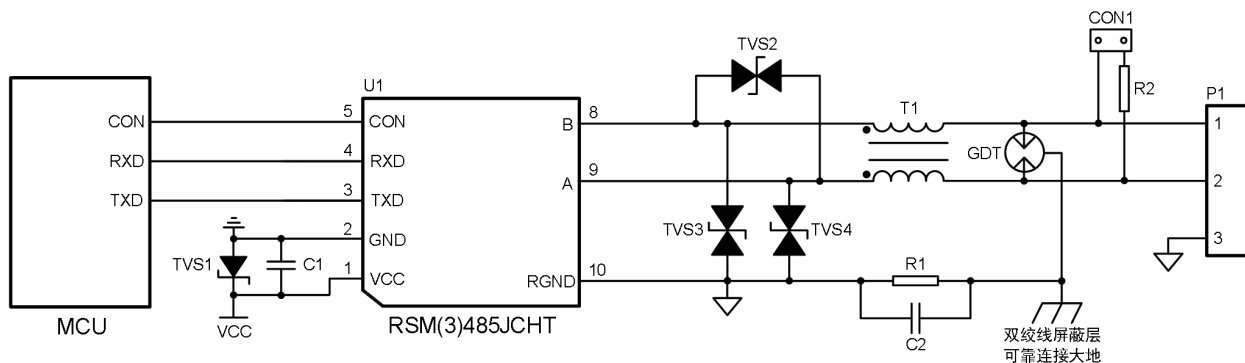 CON1
TVS2
U1
R2
P1
CON
5
CON
B
8
T1
1
RXD
4
RXD
GDT
TXD
3
TXD
A
9
2
TVS1
C1
2
GND
TVS3
TVS4
3
1
VCC
RGND
10
R1
VCC
C2
MCU
RSM(3)485JCHT
双绞线屏蔽层
可靠连接大地